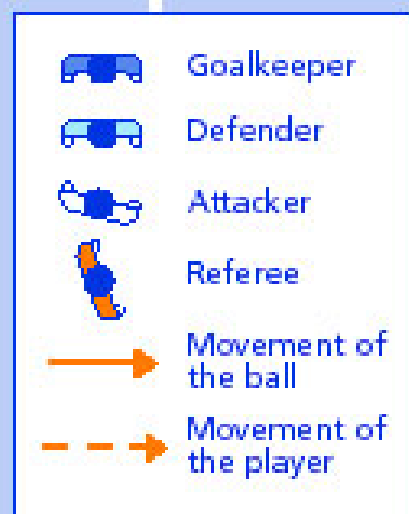 Goalkeeper
Defender
Attacker
Referee
Movement of
the ball
Movement of
the player